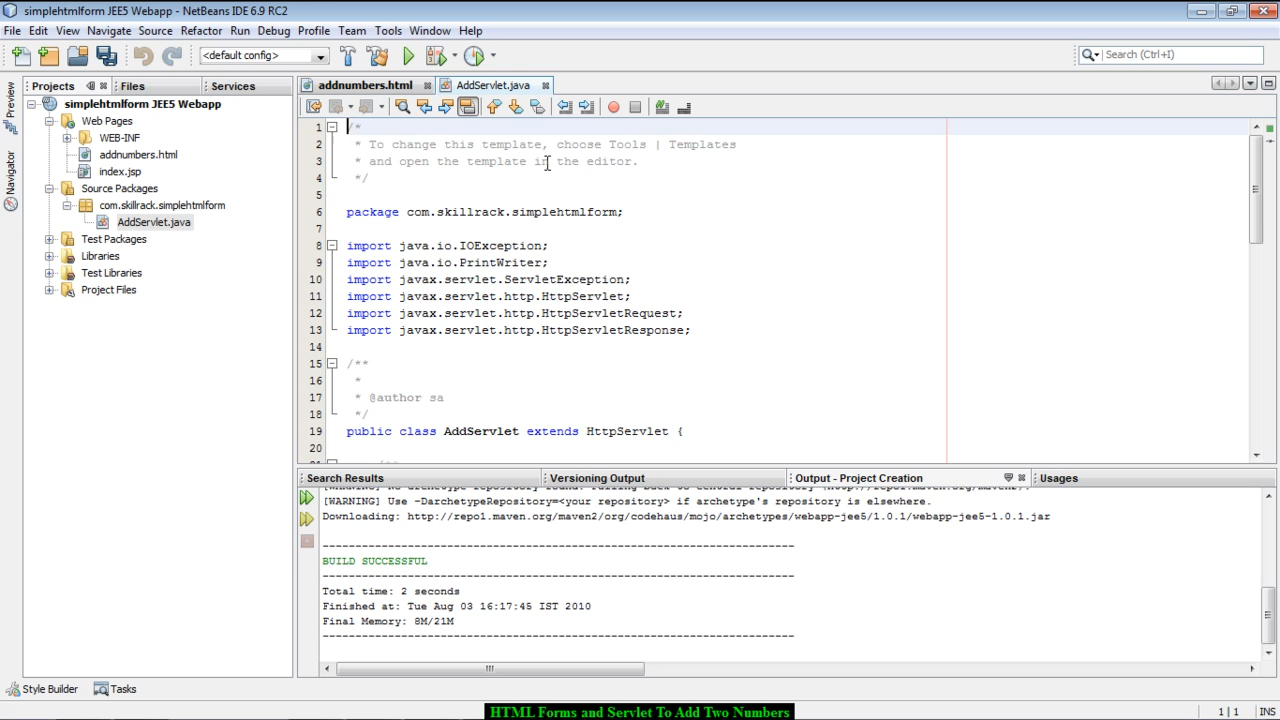 simplehtmlform JEE5 Webapp - NetBeans IDE 6.9 RC2
File Edit View Navigate Source Refactor Run Debug Profile Team Tools Window Help
<default config>
Search (Ctrl+I)
Projects Files Services
addnumbers.html AddServlet.java
Preview
Navigator
simplehtmlform JEE5 Webapp
Web Pages
WEB-INF
addnumbers.html
index.jsp
Source Packages
com.skillrack.simplehtmlform
AddServlet.java
Test Packages
Libraries
Test Libraries
Project Files
1 /*
2 * To change this template, choose Tools | Templates
3 * and open the template in the editor.
4 */
5
6 package com.skillrack.simplehtmlform;
7
8 import java.io.IOException;
9 import java.io.PrintWriter;
10 import javax.servlet.ServletException;
11 import javax.servlet.http.HttpServlet;
12 import javax.servlet.http.HttpServletRequest;
13 import javax.servlet.http.HttpServletResponse;
14
15 /**
16 *
17 * @author sa
18 */
19 public class AddServlet extends HttpServlet {
20
Search Results Versioning Output Output - Project Creation Usages
[WARNING] Use -DarchetypeRepository=<your repository> if archetype's repository is elsewhere.
Downloading: http://repo1.maven.org/maven2/org/codehaus/mojo/archetypes/webapp-jee5/1.0.1/webapp-jee5-1.0.1.jar
------------------------------------------------------------------------
BUILD SUCCESSFUL
------------------------------------------------------------------------
Total time: 2 seconds
Finished at: Tue Aug 03 16:17:45 IST 2010
Final Memory: 8M/21M
------------------------------------------------------------------------
Style Builder Tasks
HTML Forms and Servlet To Add Two Numbers
1 | 1 INS